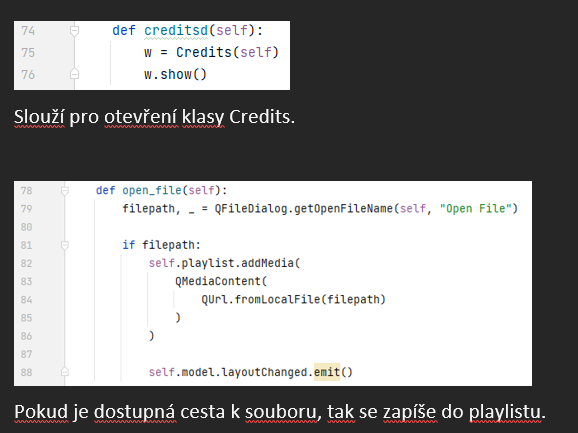 74 def creditsd(self):
75 w = Credits(self)
76 w.show()
Slouží pro otevření klasy Credits.
78 def open_file(self):
79 filepath, _ = QFileDialog.getOpenFileName(self, "Open File")
80
81 if filepath:
82 self.playlist.addMedia(
83 QMediaContent(
84 QUrl.fromLocalFile(filepath)
85 )
86 )
87
88 self.model.layoutChanged.emit()
Pokud je dostupná cesta k souboru, tak se zapíše do playlistu.